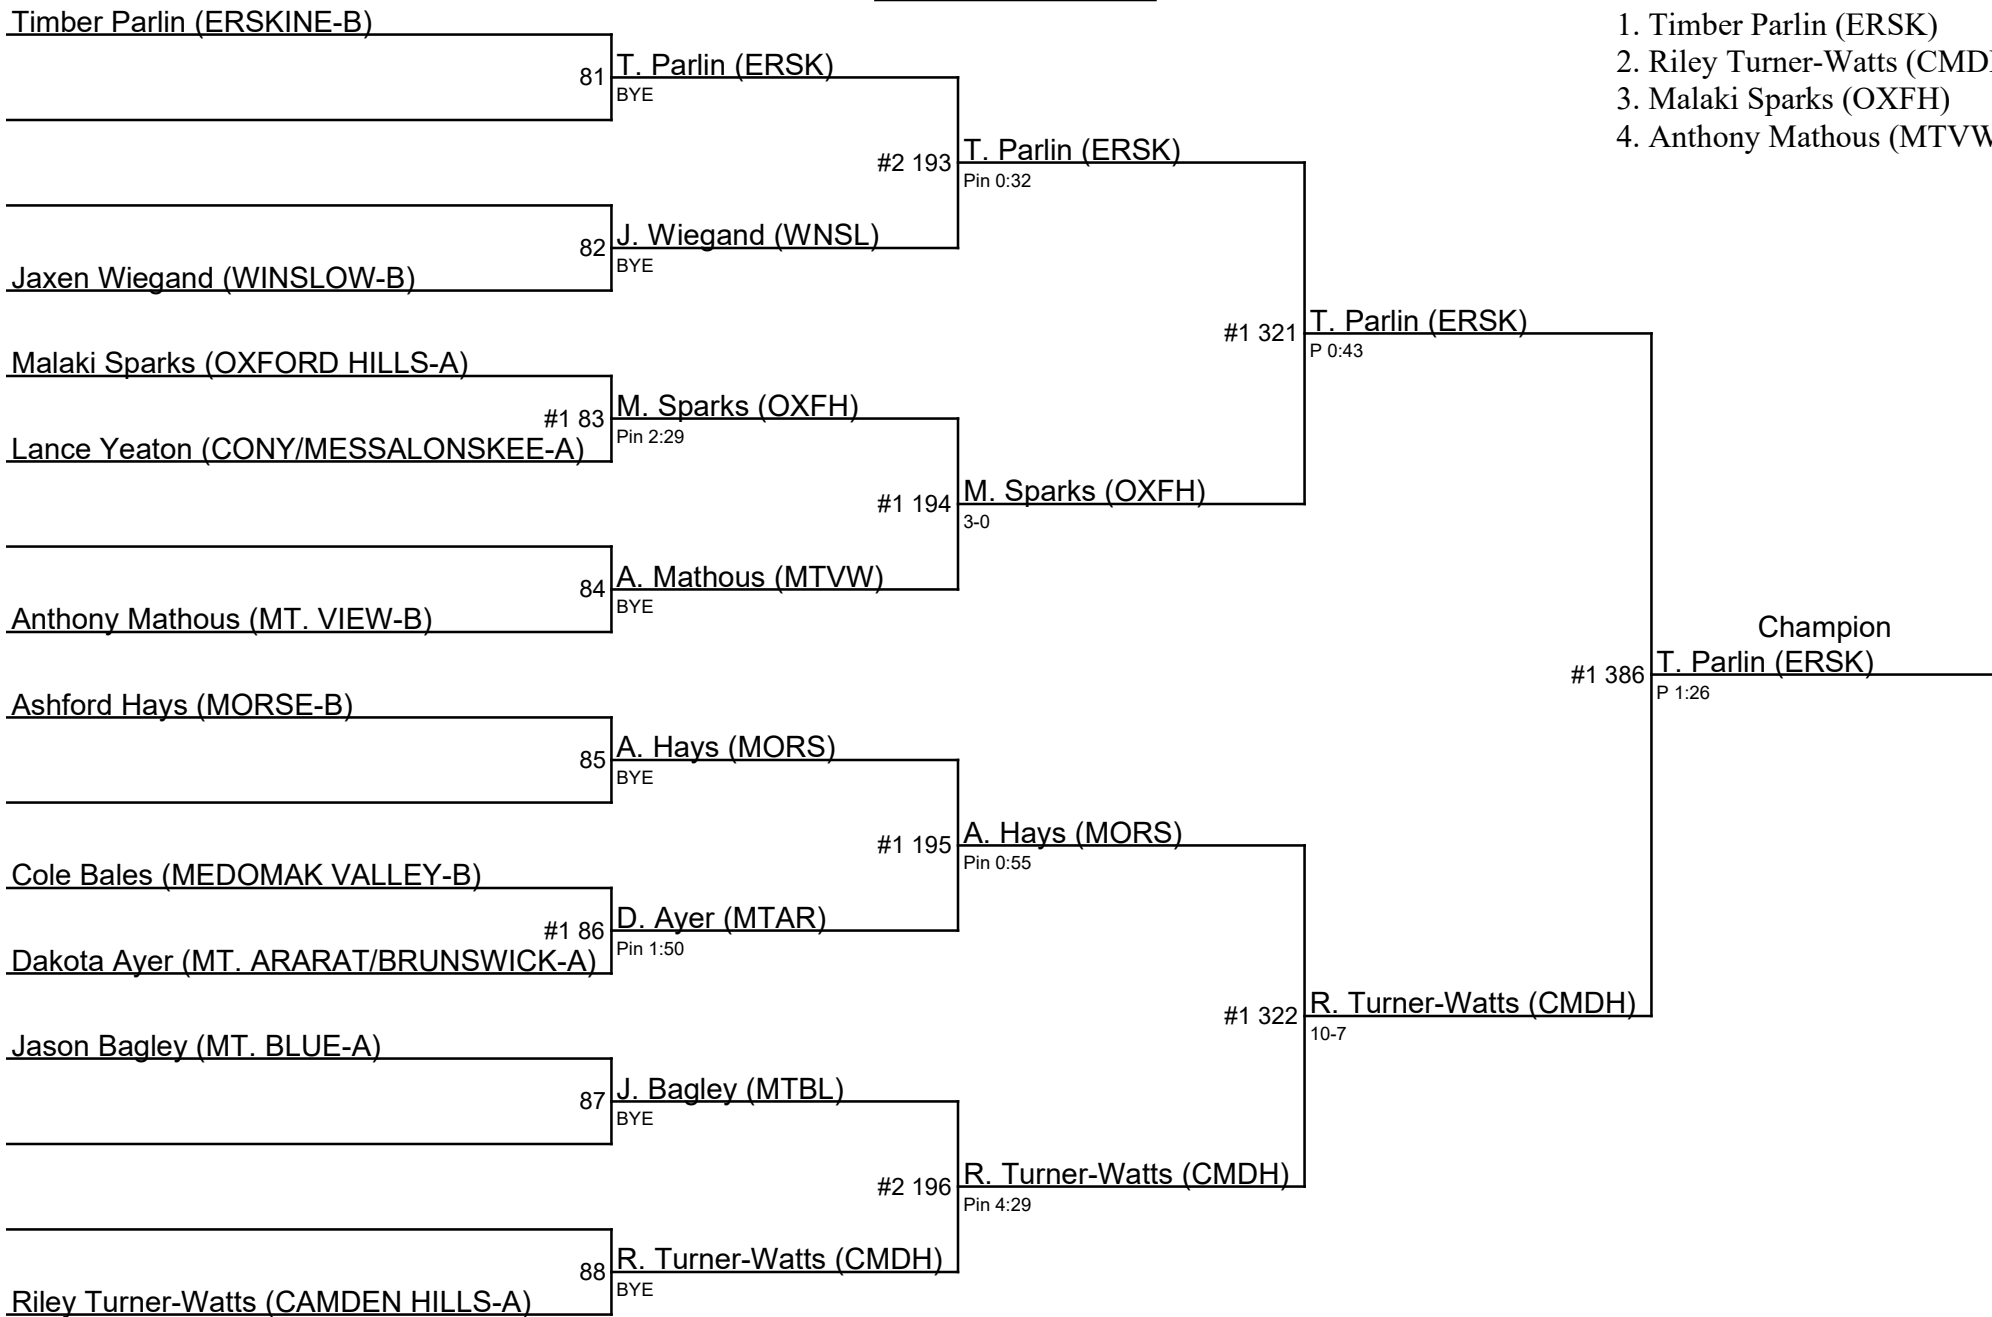 Timber Parlin (ERSKINE-B)
81
T. Parlin (ERSK)
BYE
#2 193
T. Parlin (ERSK)
Pin 0:32
82
J. Wiegand (WNSL)
BYE
Jaxen Wiegand (WINSLOW-B)
#1 321
T. Parlin (ERSK)
P 0:43
Malaki Sparks (OXFORD HILLS-A)
#1 83
M. Sparks (OXFH)
Pin 2:29
Lance Yeaton (CONY/MESSALONSKEE-A)
#1 194
M. Sparks (OXFH)
3-0
84
A. Mathous (MTVW)
BYE
Anthony Mathous (MT. VIEW-B)
Champion
#1 386
T. Parlin (ERSK)
P 1:26
Ashford Hays (MORSE-B)
85
A. Hays (MORS)
BYE
#1 195
A. Hays (MORS)
Pin 0:55
Cole Bales (MEDOMAK VALLEY-B)
#1 86
D. Ayer (MTAR)
Pin 1:50
Dakota Ayer (MT. ARARAT/BRUNSWICK-A)
#1 322
R. Turner-Watts (CMDH)
10-7
Jason Bagley (MT. BLUE-A)
87
J. Bagley (MTBL)
BYE
#2 196
R. Turner-Watts (CMDH)
Pin 4:29
88
R. Turner-Watts (CMDH)
BYE
Riley Turner-Watts (CAMDEN HILLS-A)
1. Timber Parlin (ERSK)
2. Riley Turner-Watts
3. Malaki Sparks (OXFH)
4. Anthony Mathous (MTVW